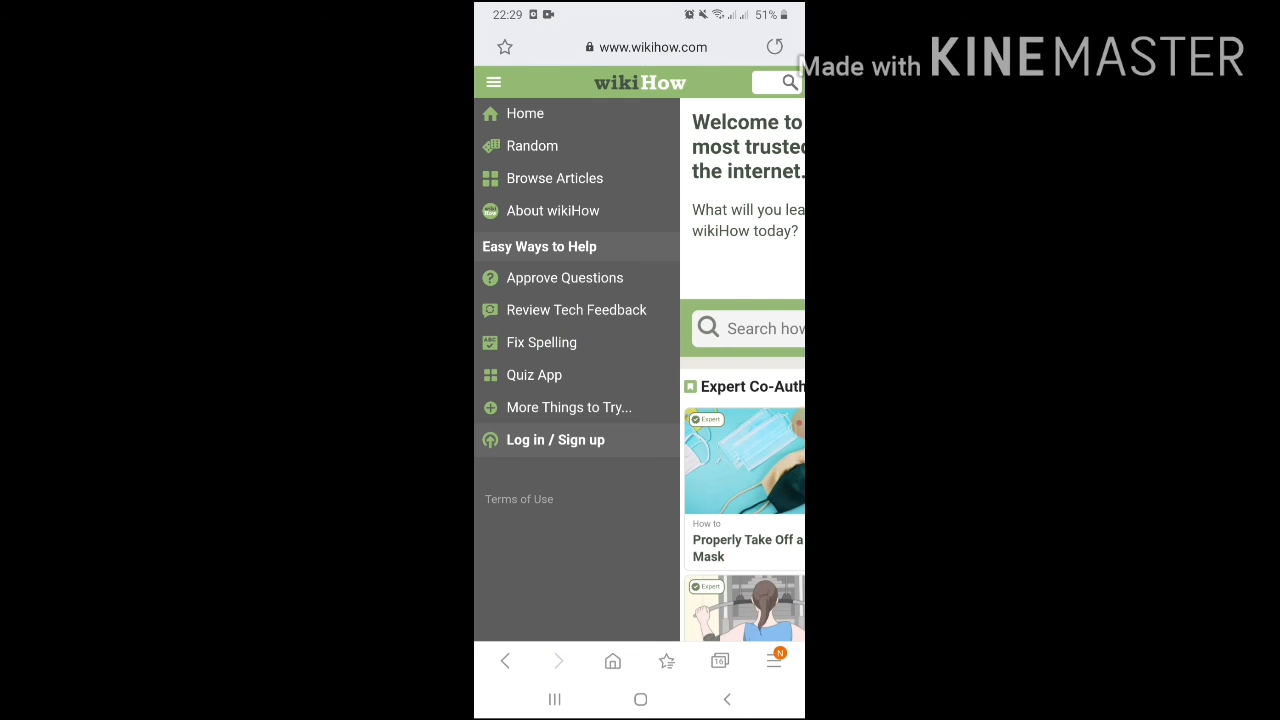 22:29
51%
www.wikihow.com
Made with KINEMASTER
wikiHow
Home
Random
Browse Articles
About wikiHow
Easy Ways to Help
Approve Questions
Review Tech Feedback
Fix Spelling
Quiz App
More Things to Try...
Log in / Sign up
Terms of Use
Welcome to
most trusted
the internet.
What will you lea
wikiHow today?
Search how
Expert Co-Auth
Expert
How to
Properly Take Off a
Mask
Expert
16
N